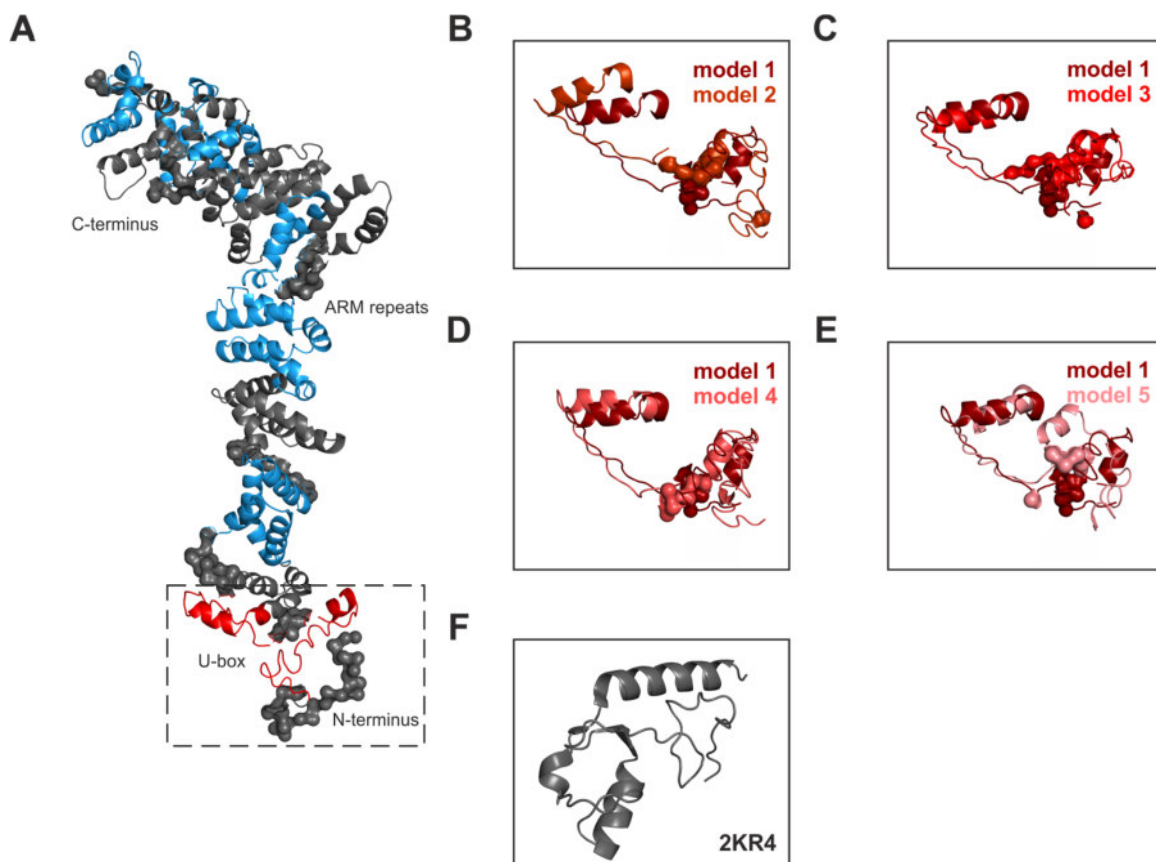 A
C-terminus
ARM repeats
U-box
N-terminus
B
model 1
model 2
C
model 1
model 3
D
model 1
model 4
E
model 1
model 5
F
2KR4